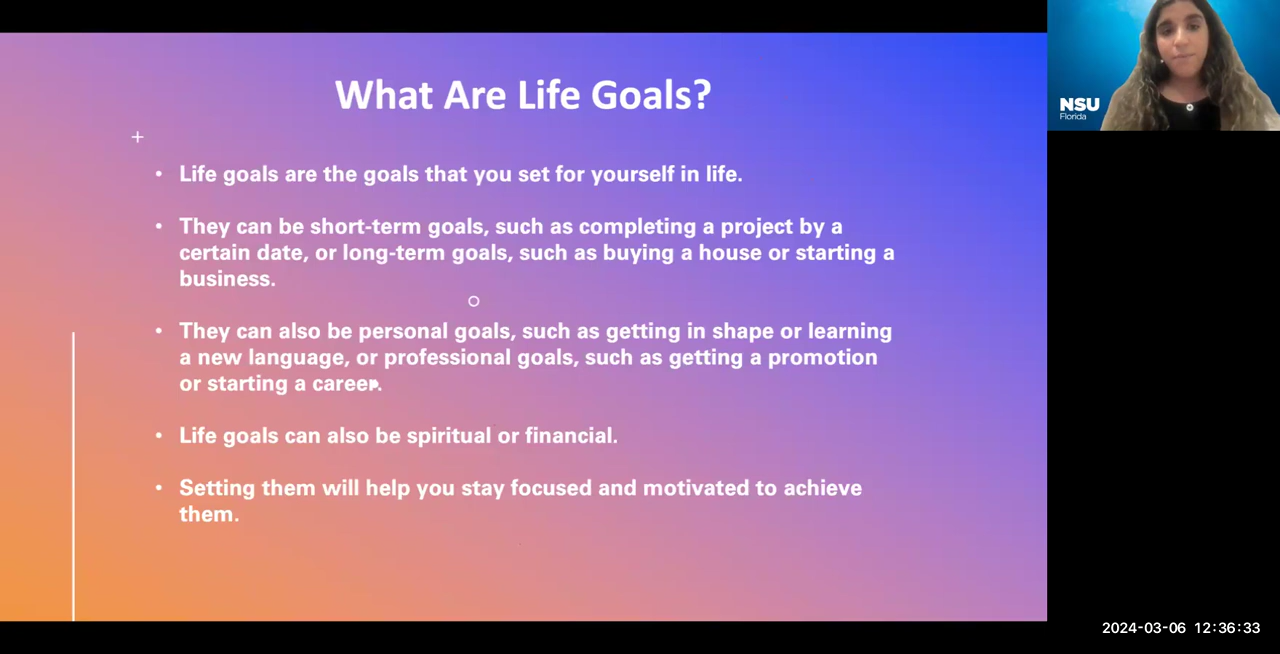 What Are Life Goals?
• Life goals are the goals that you set for yourself in life.
• They can be short-term goals, such as completing a project by a
certain date, or long-term goals, such as buying a house or starting a
business.
• They can also be personal goals, such as getting in shape or learning
a new language, or professional goals, such as getting a promotion
or starting a career.
• Life goals can also be spiritual or financial.
• Setting them will help you stay focused and motivated to achieve
them.
NSU
Florida
2024-03-06 12:36:33